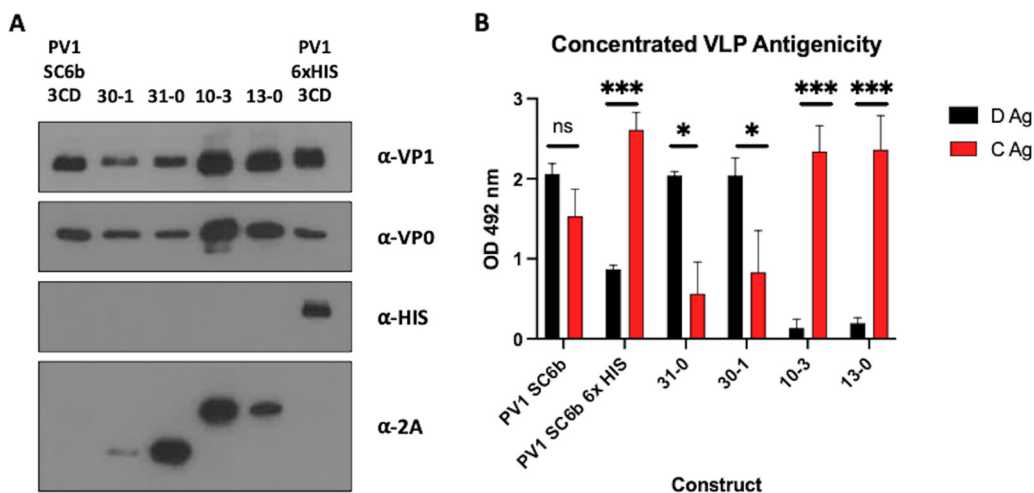 A
PV1
SC6b
3CD
30-1
31-0
10-3
13-0
PV1
6xHIS
3CD
α-VP1
α-VP0
α-HIS
α-2A
B
Concentrated VLP Antigenicity
ns
***
*
*
***
***
3
2
1
0
OD 492 nm
D Ag
C Ag
PV1 SC6b
PV1 SC6b 6x HIS
31-0
30-1
10-3
13-0
Construct